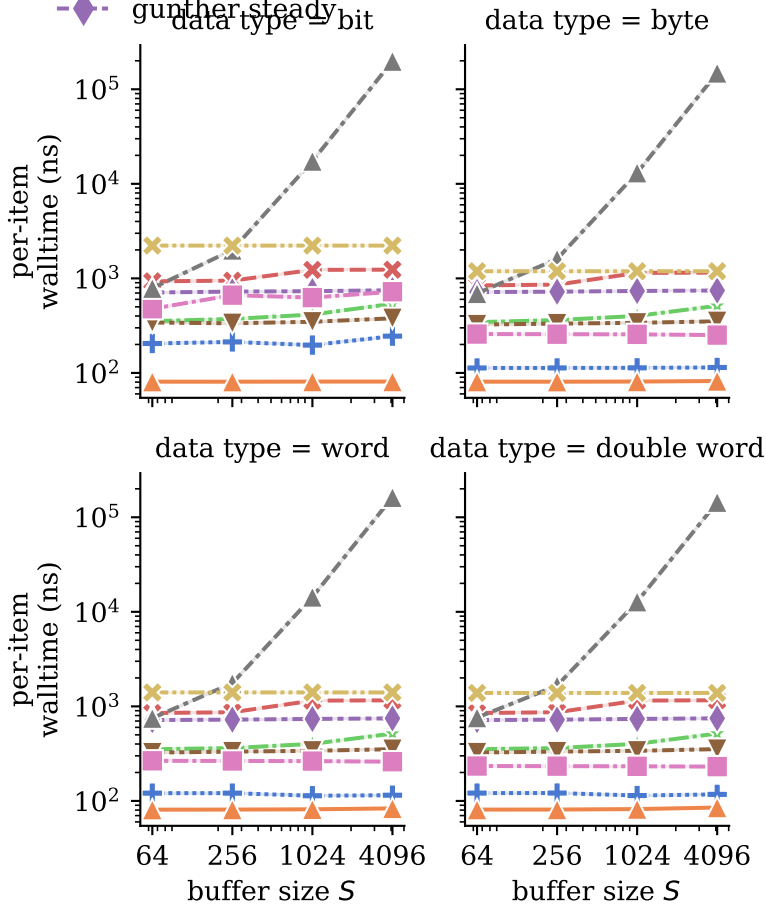 gunther steady
data type = bit
data type = byte
per-item
walltime (ns)
10^5
10^4
10^3
10^2
data type = word
data type = double word
per-item
walltime (ns)
10^5
10^4
10^3
10^2
64 256 1024 4096
64 256 1024 4096
buffer size S
buffer size S